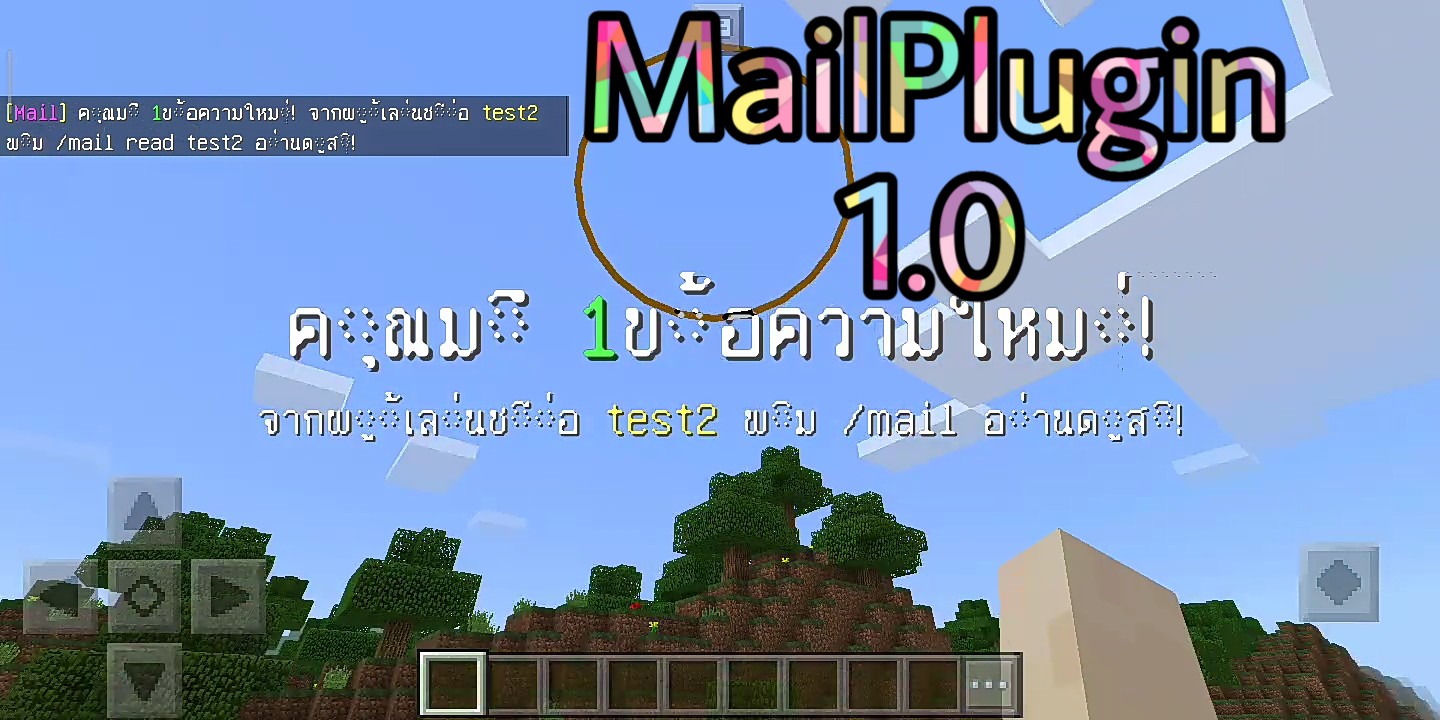 MailPlugin
1.0
[Mail] คุณมี 1ข้อความใหม่! จากผู้เล่นชื่อ test2
พิม /mail read test2 อ่านดูสิ!
คุณมี 1ข้อความใหม่!
จากผู้เล่นชื่อ test2 พิม /mail อ่านดูสิ!